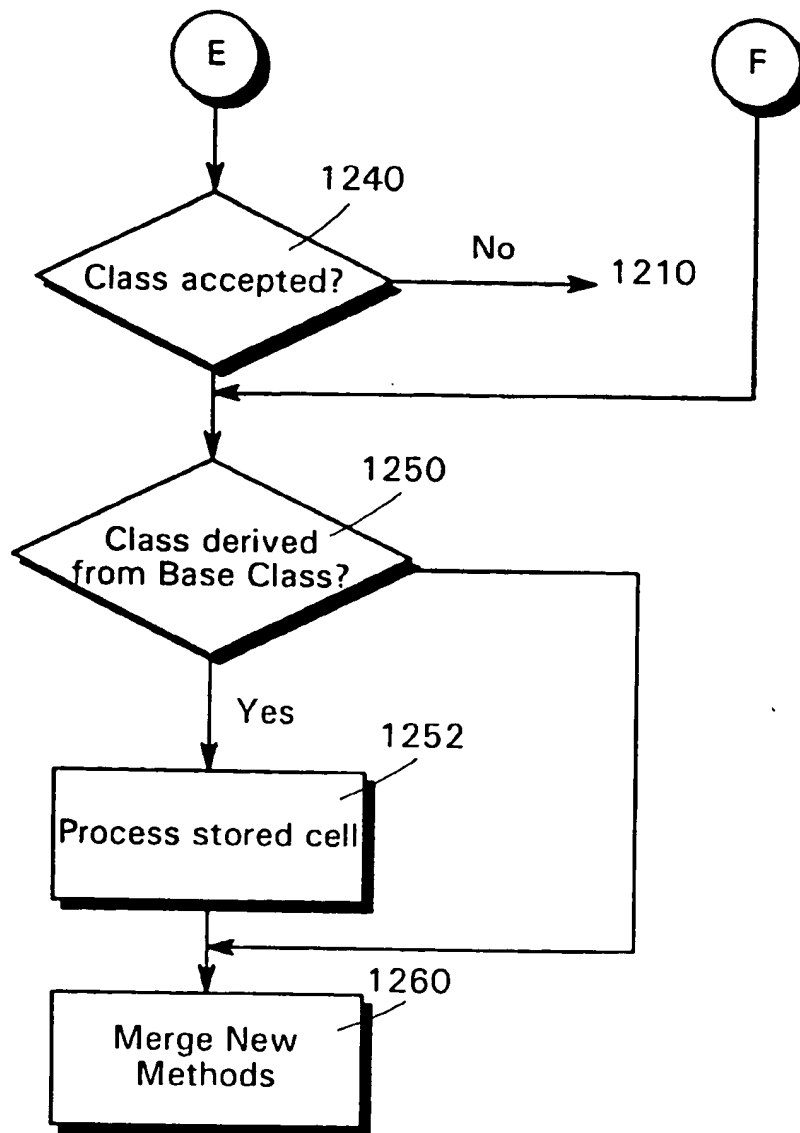 E
F
1240
Class accepted?
No
1210
1250
Class derived
from Base Class?
Yes
1252
Process stored cell
1260
Merge New
Methods